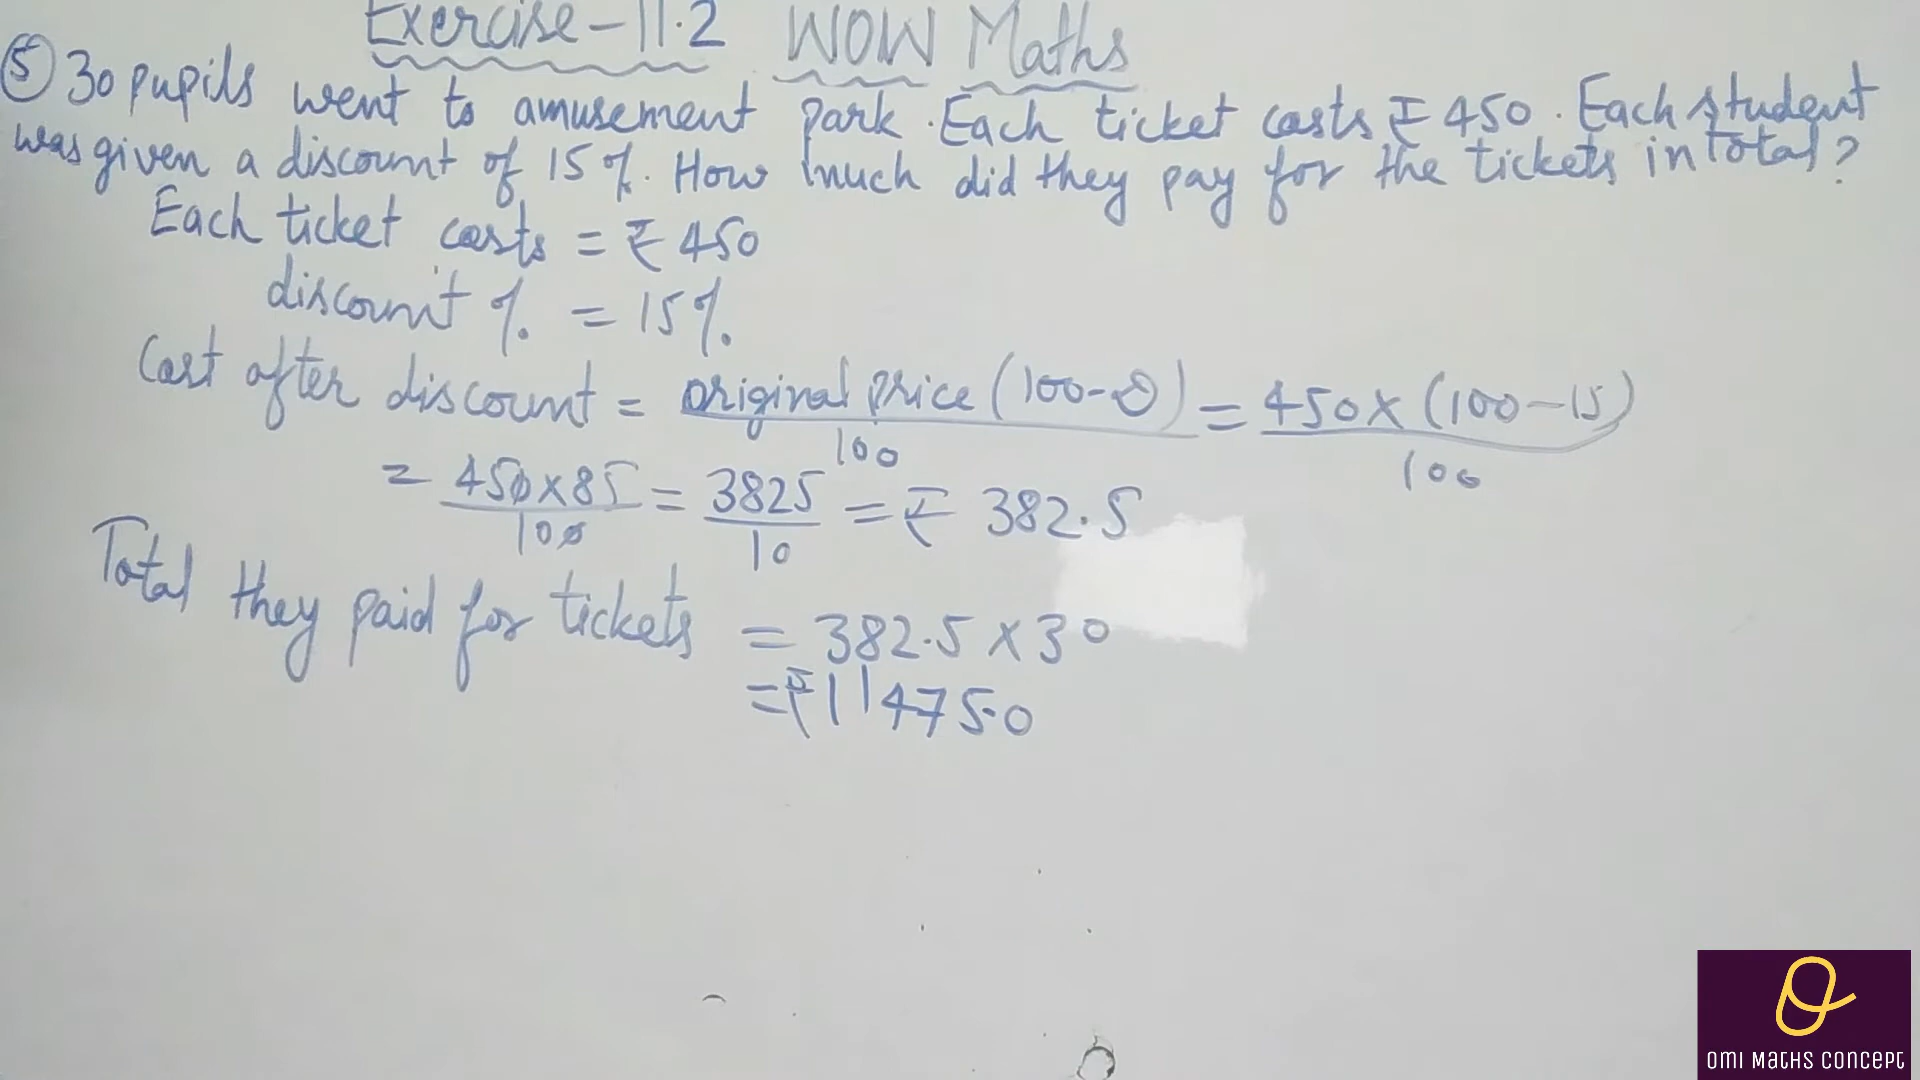 Exercise-11.2 WOW Maths
⑤ 30 pupils went to amusement park. Each ticket costs ₹ 450. Each student
was given a discount of 15%. How much did they pay for the tickets in total?
Each ticket costs = ₹ 450
discount % = 15%.
Cost after discount = original price (100-D)/100 = 450x(100-15)/100
= 450x85/100 = 3825/10 = ₹ 382.5
Total they paid for tickets = 382.5 x 30
= ₹ 11475.0
OMI MATHS CONCEPT